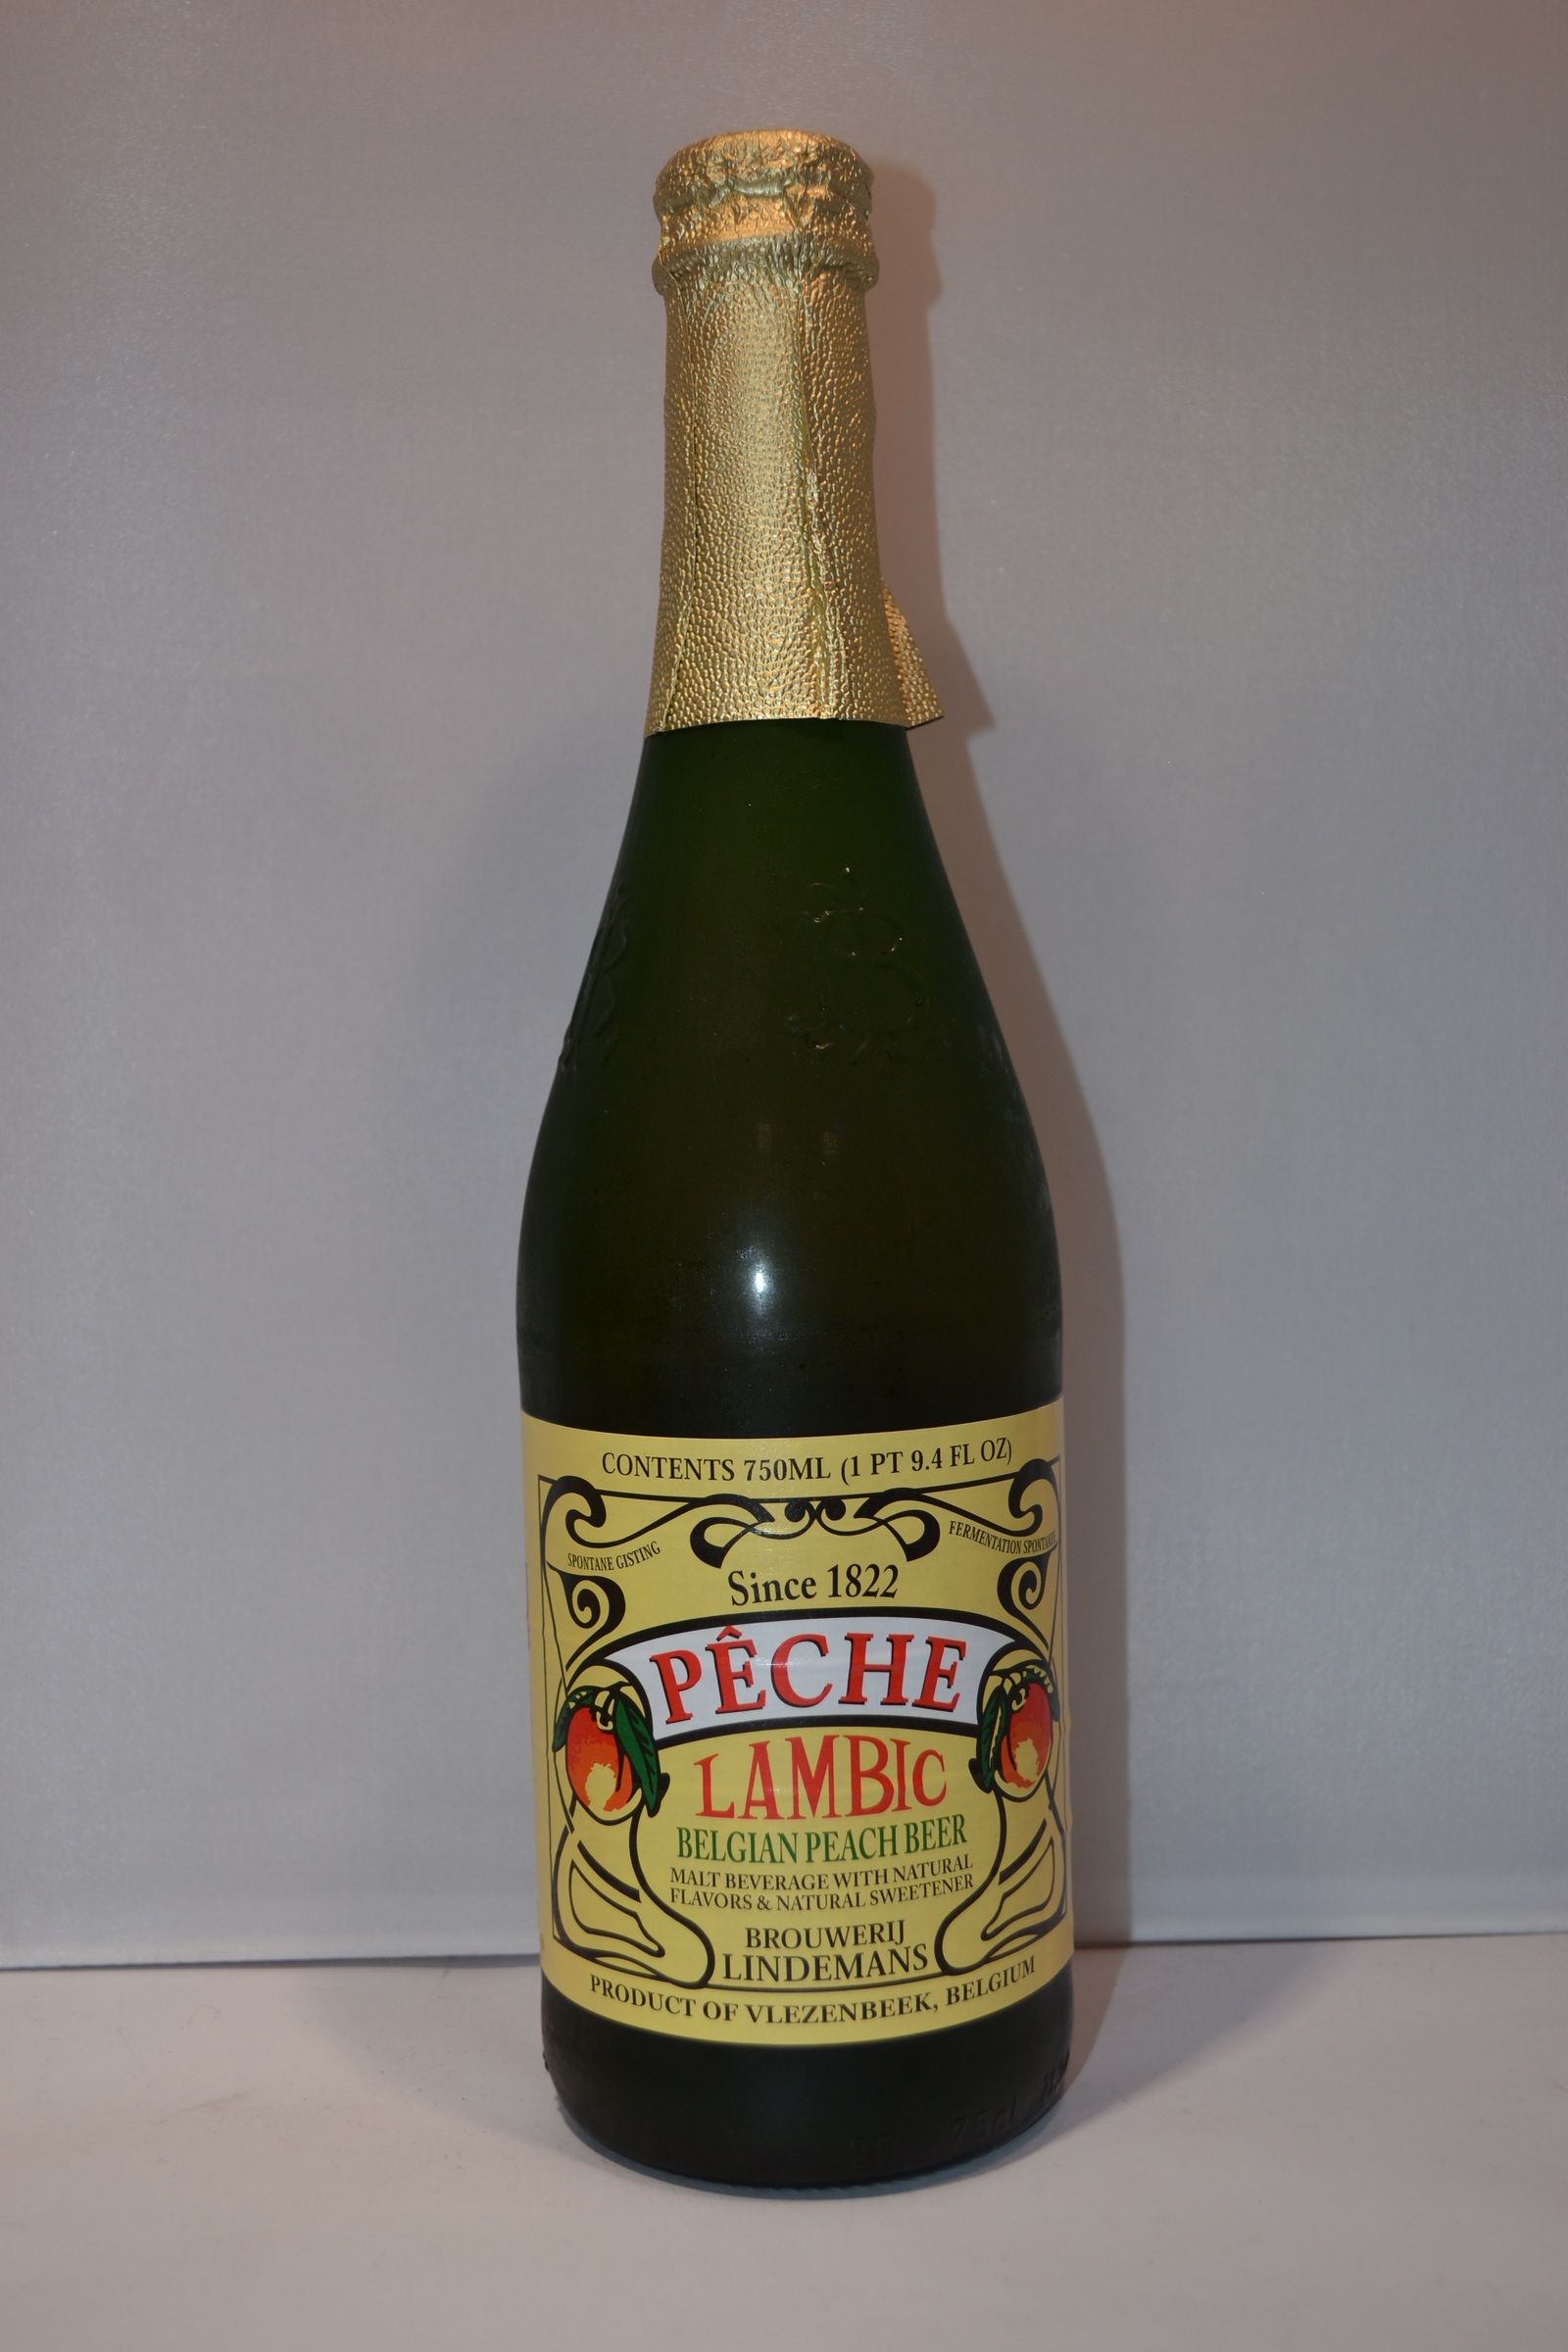 CONTENTS 750ML (1 PT 9.4 FL OZ)
SPONTANE GISTING
FERMENTATION
Since 1822
PÊCHE
LAMBIC
BELGIAN PEACH BEER
MALT BEVERAGE WITH NATURAL
FLAVORS & NATURAL SWEETENER
BROUWERIJ
LINDEMANS
PRODUCT OF VLEZENBEEK, BELGIUM
75cl